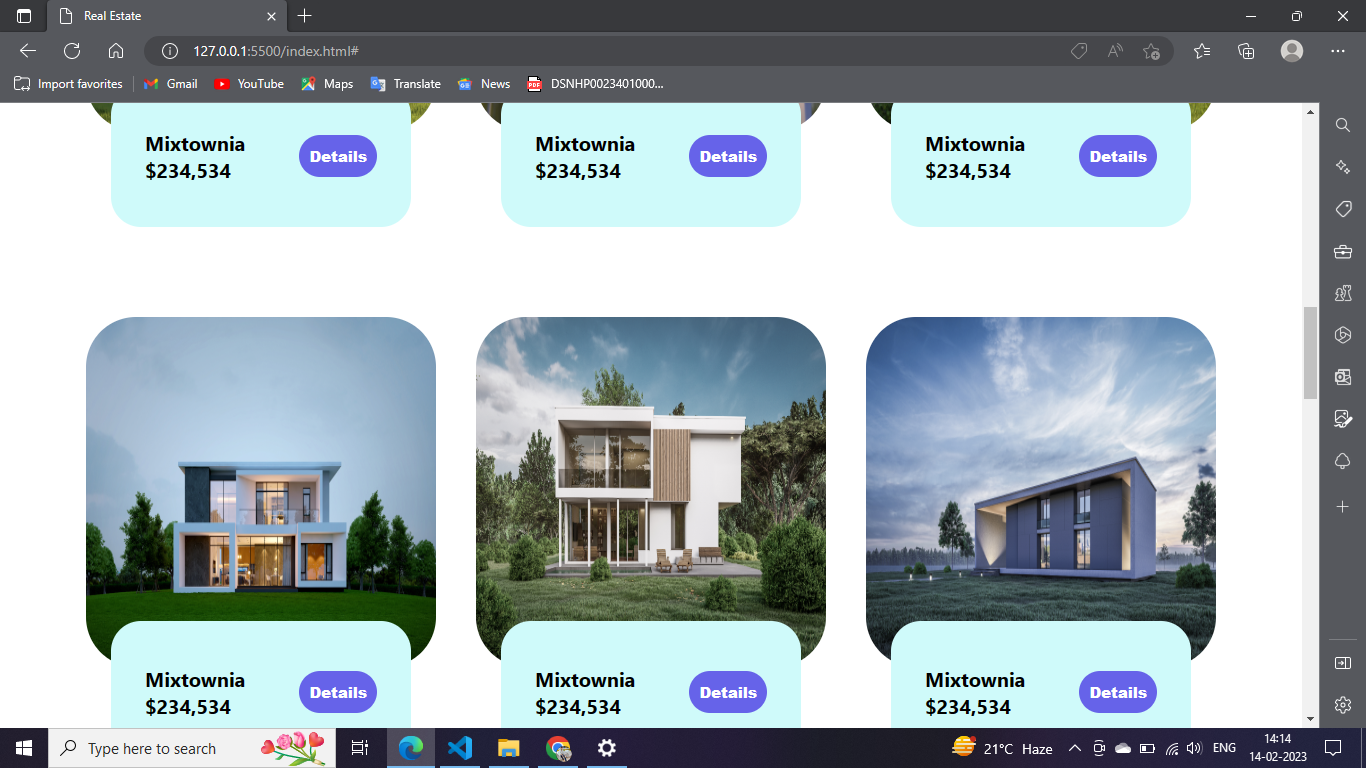 Real Estate
127.0.0.1:5500/index.html#
Import favorites
Gmail
YouTube
Maps
Translate
News
DSNHP0023401000...
Mixtownia
$234,534
Details
Mixtownia
$234,534
Details
Mixtownia
$234,534
Details
Mixtownia
$234,534
Details
Mixtownia
$234,534
Details
Mixtownia
$234,534
Details
Type here to search
21°C Haze
ENG
14:14
14-02-2023